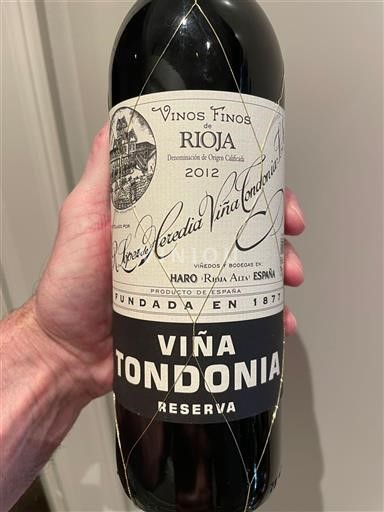 VINOS FINOS
de
RIOJA
Denominación de Origen Calificada
2012
R. López de Heredia Viña Tondonia
VIÑEDOS Y BODEGAS EN:
HARO (RIOJA ALTA) ESPAÑA
PRODUCTO DE ESPAÑA
FUNDADA EN 1877
VIÑA
TONDONIA
RESERVA